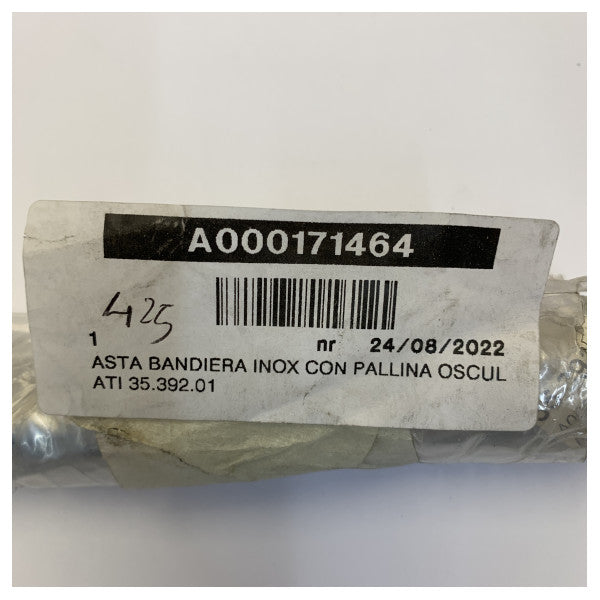 A000171464
425
1 nr 24/08/2022
ASTA BANDIERA INOX CON PALLINA OSCUL
ATI 35.392.01